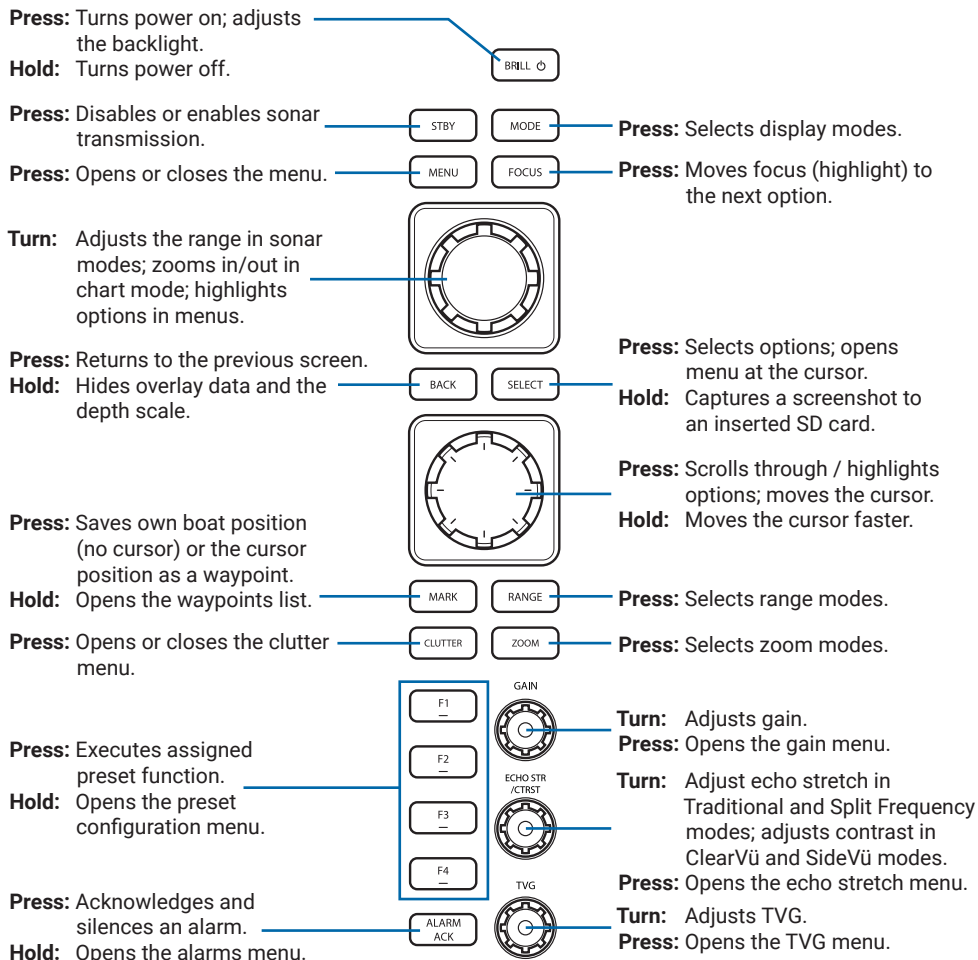 Press: Turns power on; adjusts
the backlight.
Hold: Turns power off.
BRILL
Press: Disables or enables sonar
transmission.
STBY
MODE
Press: Selects display modes.
Press: Opens or closes the menu.
MENU
FOCUS
Press: Moves focus (highlight) to
the next option.
Turn: Adjusts the range in sonar
modes; zooms in/out in
chart mode; highlights
options in menus.
Press: Returns to the previous screen.
Hold: Hides overlay data and the
depth scale.
BACK
SELECT
Press: Selects options; opens
menu at the cursor.
Hold: Captures a screenshot to
an inserted SD card.
Press: Scrolls through / highlights
options; moves the cursor.
Hold: Moves the cursor faster.
Press: Saves own boat position
(no cursor) or the cursor
position as a waypoint.
Hold: Opens the waypoints list.
MARK
RANGE
Press: Selects range modes.
Press: Opens or closes the clutter
menu.
CLUTTER
ZOOM
Press: Selects zoom modes.
F1
F2
F3
F4
Press: Executes assigned
preset function.
Hold: Opens the preset
configuration menu.
GAIN
Turn: Adjusts gain.
Press: Opens the gain menu.
ECHO STR
/CTRST
Turn: Adjust echo stretch in
Traditional and Split Frequency
modes; adjusts contrast in
ClearVü and SideVü modes.
Press: Opens the echo stretch menu.
Press: Acknowledges and
silences an alarm.
Hold: Opens the alarms menu.
ALARM
ACK
TVG
Turn: Adjusts TVG.
Press: Opens the TVG menu.